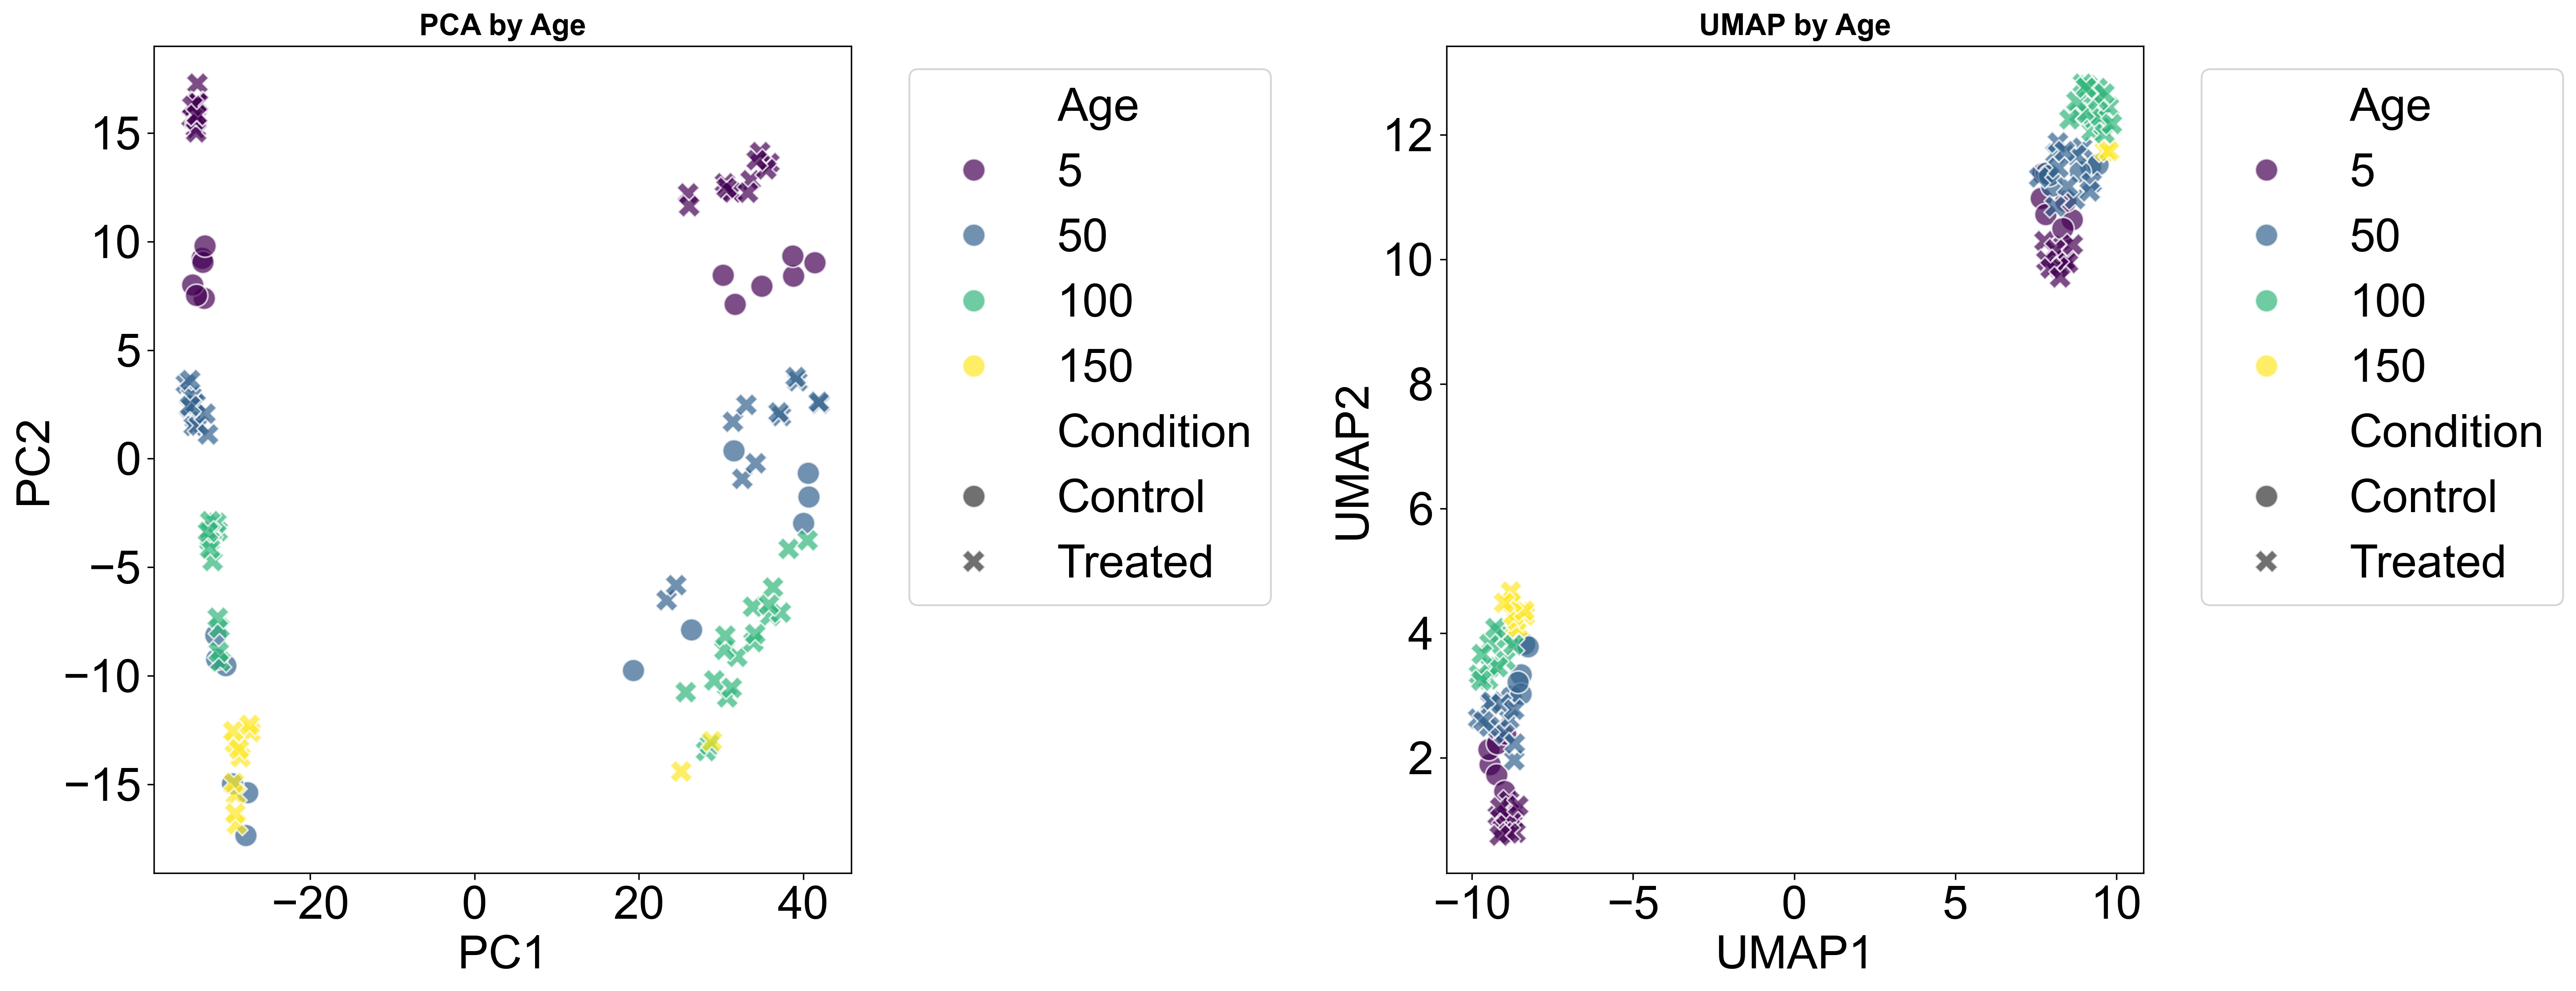 PCA by Age
15
10
5
0
−5
−10
−15
PC2
−20
0
20
40
PC1
Age
5
50
100
150
Condition
Control
Treated
UMAP by Age
12
10
8
6
4
2
UMAP2
−10
−5
0
5
10
UMAP1
Age
5
50
100
150
Condition
Control
Treated